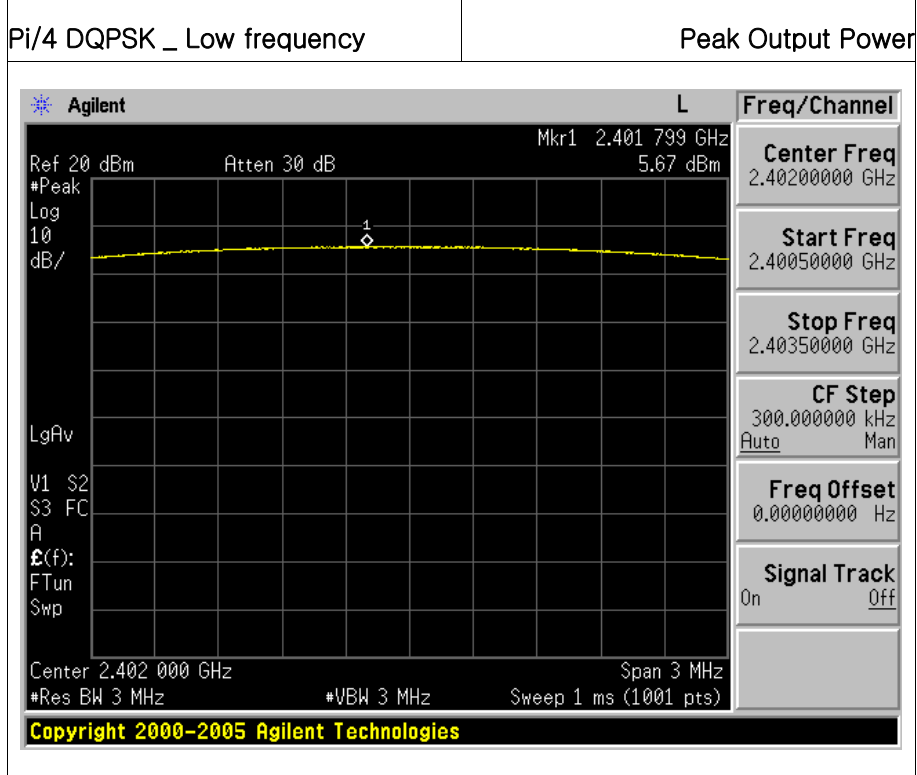 Pi/4 DQPSK _ Low frequency
Peak Output Power
Agilent
L
Freq/Channel
Mkr1 2.401 799 GHz
Ref 20 dBm
Atten 30 dB
5.67 dBm
#Peak
Log
10
dB/
1
LgAv
V1 S2
S3 FC
A
£(f):
FTun
Swp
Center 2.402 000 GHz
Span 3 MHz
#Res BW 3 MHz
#VBW 3 MHz
Sweep 1 ms (1001 pts)
Center Freq
2.40200000 GHz
Start Freq
2.40050000 GHz
Stop Freq
2.40350000 GHz
CF Step
300.000000 kHz
Auto Man
Freq Offset
0.00000000 Hz
Signal Track
On Off
Copyright 2000-2005 Agilent Technologies